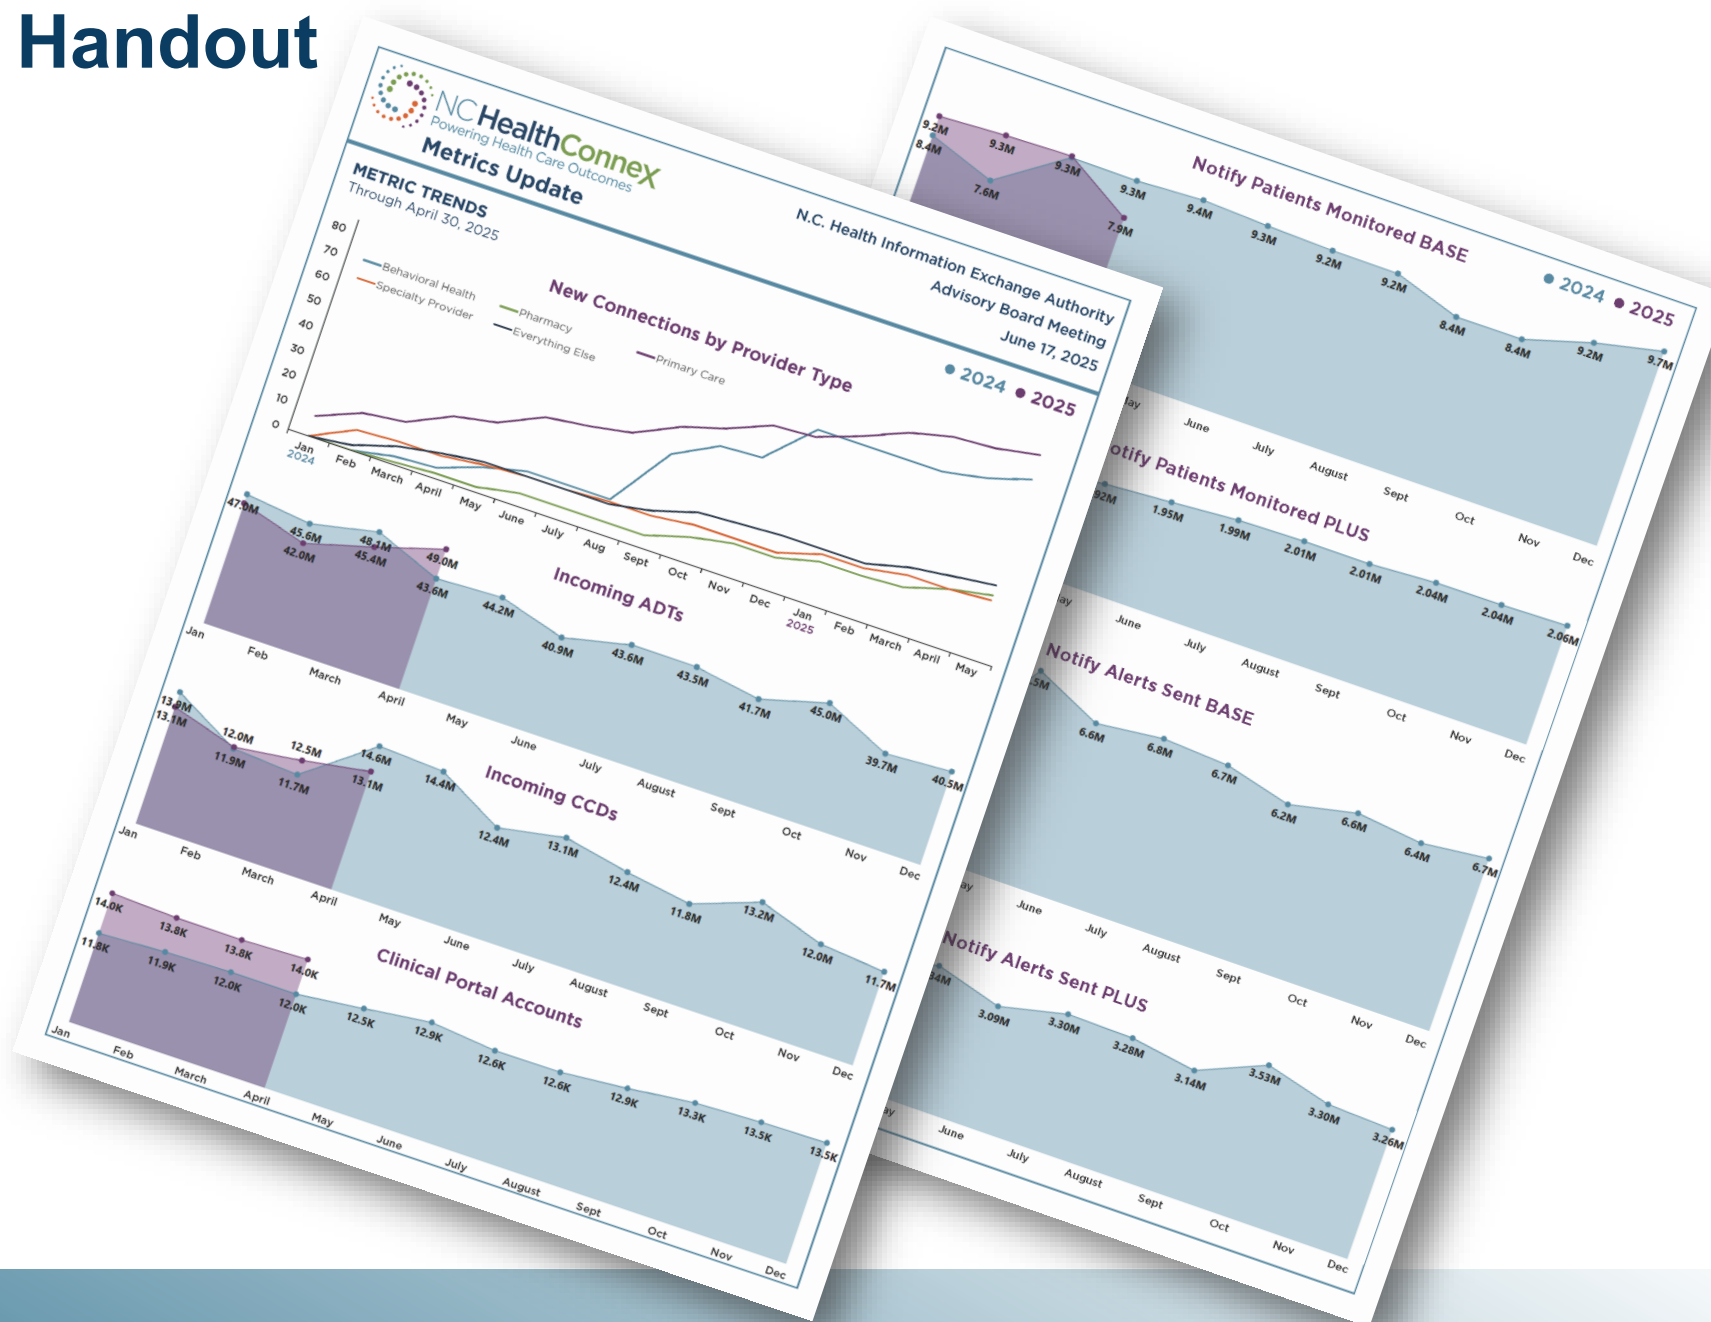 Handout
NCHealthConnex
Powering Health Care Outcomes
Metrics Update
N.C. Health Information Exchange Authority
Advisory Board Meeting
June 17, 2025
METRIC TRENDS
Through April 30, 2025
2024 2025
New Connections by Provider Type
Behavioral Health
Specialty Provider
Pharmacy
Everything Else
Primary Care
80
70
60
50
40
30
20
10
0
Jan Feb March April May June July Aug Sept Oct Nov Dec Jan Feb March April May
2024 2025
Incoming ADTs
47.0M 45.6M 48.1M 43.6M 44.2M 40.9M 43.6M 43.5M 41.7M 45.0M 39.7M 40.5M
42.0M 45.4M 49.0M
Jan Feb March April May June July August Sept Oct Nov Dec
Incoming CCDs
13.9M 11.9M 11.7M 14.6M 14.4M 12.4M 13.1M 12.4M 11.8M 13.2M 12.0M 11.7M
13.1M 12.0M 12.5M 13.1M
Jan Feb March April May June July August Sept Oct Nov Dec
Clinical Portal Accounts
14.0K 13.8K 13.8K 14.0K
11.8K 11.9K 12.0K 12.0K 12.5K 12.9K 12.6K 12.6K 12.9K 13.3K 13.5K 13.5K
Jan Feb March April May June July August Sept Oct Nov Dec
Notify Patients Monitored BASE
2024 2025
9.2M 9.3M 9.3M 7.9M
8.4M 7.6M 9.3M 9.4M 9.3M 9.2M 9.2M 8.4M 8.4M 9.2M 9.7M
ay June July August Sept Oct Nov Dec
otify Patients Monitored PLUS
92M 1.95M 1.99M 2.01M 2.01M 2.04M 2.04M 2.06M
ay June July August Sept Oct Nov Dec
Notify Alerts Sent BASE
5M 6.6M 6.8M 6.7M 6.2M 6.6M 6.4M 6.7M
ay June July August Sept Oct Nov Dec
Notify Alerts Sent PLUS
34M 3.09M 3.30M 3.28M 3.14M 3.53M 3.30M 3.26M
ay June July August Sept Oct Nov Dec